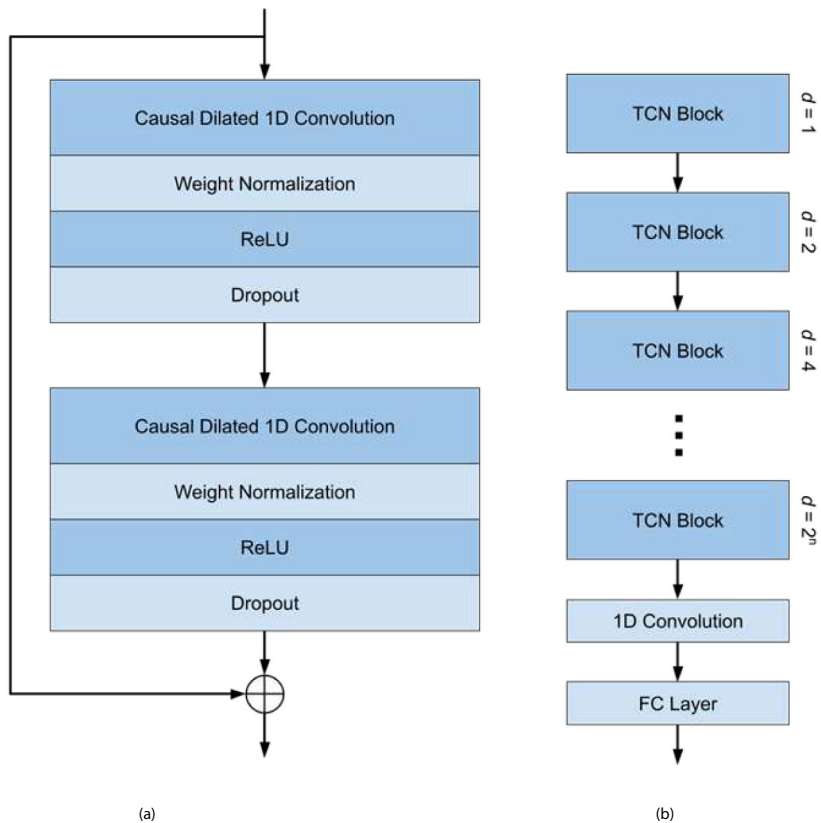 Causal Dilated 1D Convolution
Weight Normalization
ReLU
Dropout
Causal Dilated 1D Convolution
Weight Normalization
ReLU
Dropout
(a)
TCN Block
d = 1
TCN Block
d = 2
TCN Block
d = 4
TCN Block
d = 2ⁿ
1D Convolution
FC Layer
(b)